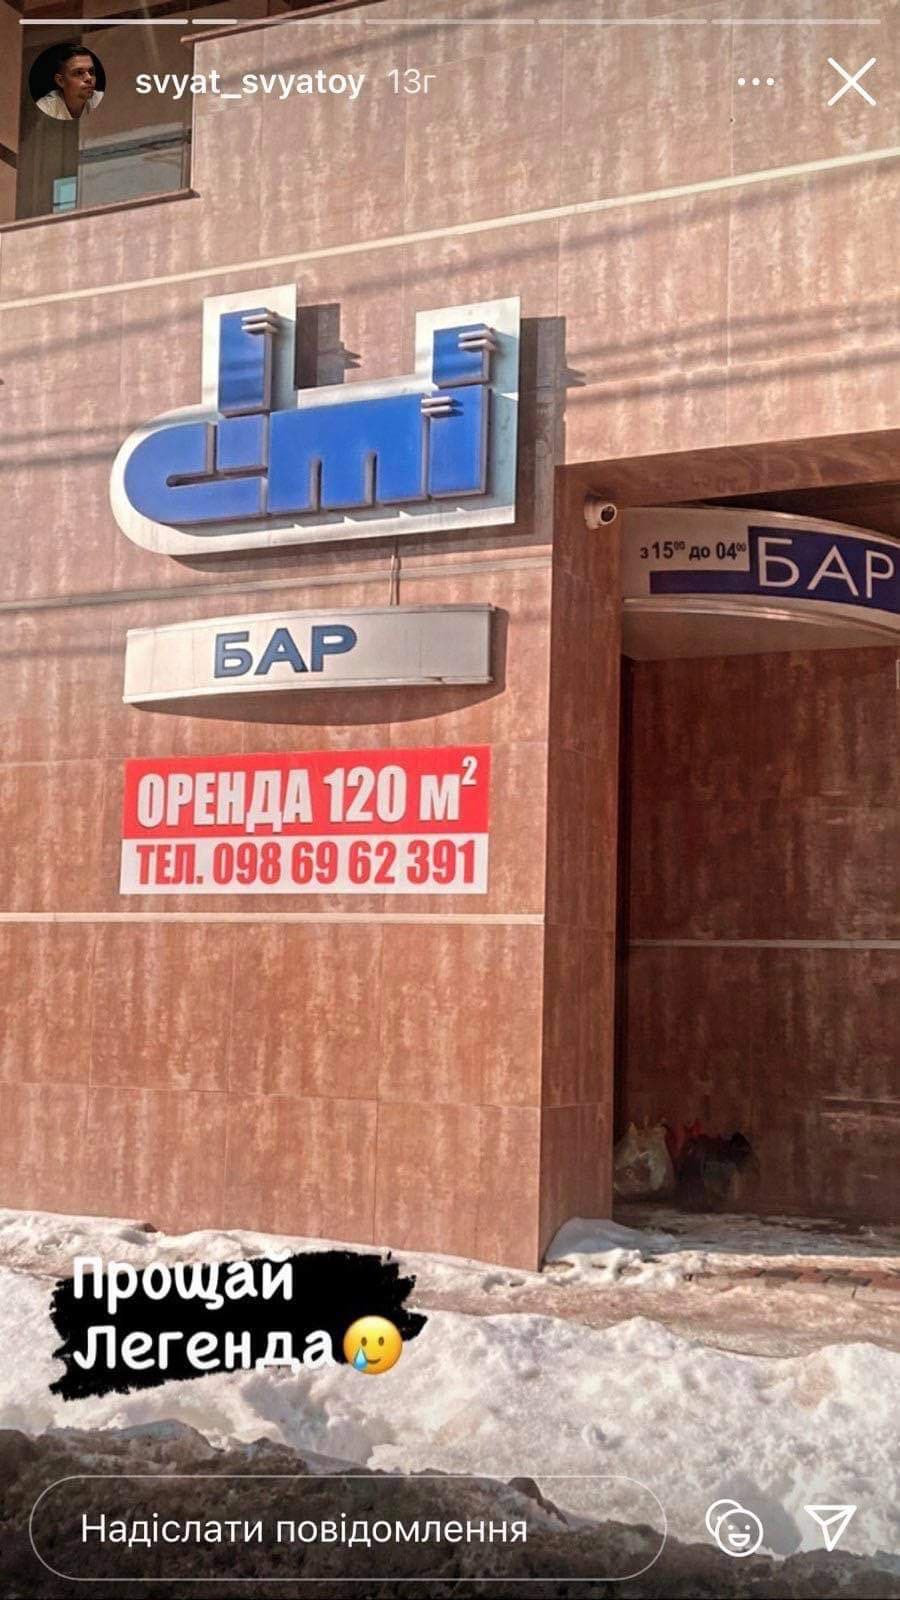 svyat_svyatoy 13г
БАР
з 15⁰⁰ до 04⁰⁰ БАР
ОРЕНДА 120 м²
ТЕЛ. 098 69 62 391
Прощай
Легенда🥲
Надіслати повідомлення